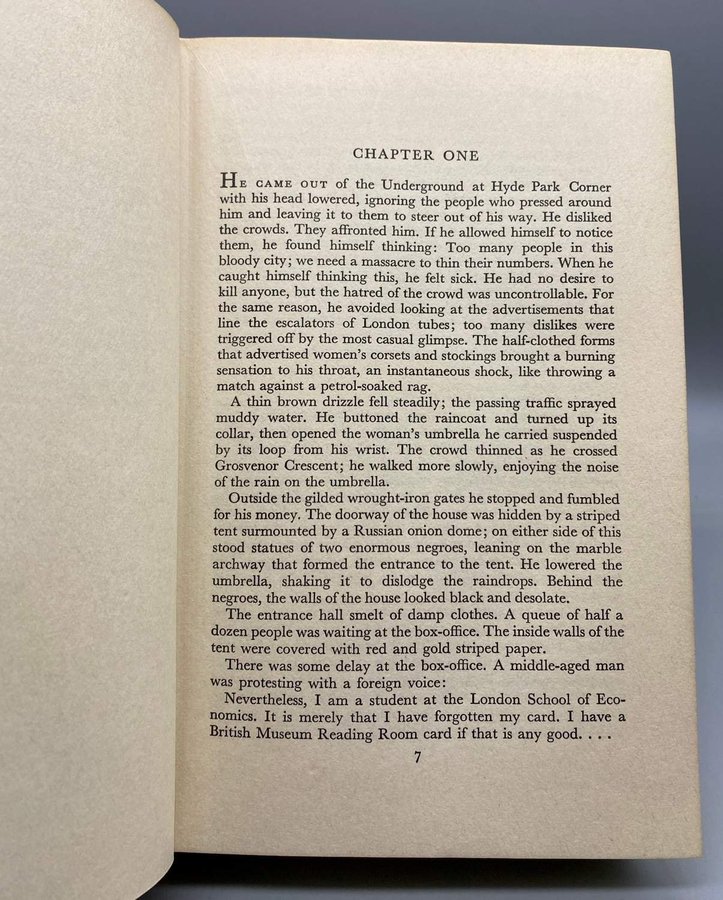 CHAPTER ONE
HE CAME OUT of the Underground at Hyde Park Corner
with his head lowered, ignoring the people who pressed around
him and leaving it to them to steer out of his way. He disliked
the crowds. They affronted him. If he allowed himself to notice
them, he found himself thinking: Too many people in this
bloody city; we need a massacre to thin their numbers. When he
caught himself thinking this, he felt sick. He had no desire to
kill anyone, but the hatred of the crowd was uncontrollable. For
the same reason, he avoided looking at the advertisements that
line the escalators of London tubes; too many dislikes were
triggered off by the most casual glimpse. The half-clothed forms
that advertised women's corsets and stockings brought a burning
sensation to his throat, an instantaneous shock, like throwing a
match against a petrol-soaked rag.
A thin brown drizzle fell steadily; the passing traffic sprayed
muddy water. He buttoned the raincoat and turned up its
collar, then opened the woman's umbrella he carried suspended
by its loop from his wrist. The crowd thinned as he crossed
Grosvenor Crescent; he walked more slowly, enjoying the noise
of the rain on the umbrella.
Outside the gilded wrought-iron gates he stopped and fumbled
for his money. The doorway of the house was hidden by a striped
tent surmounted by a Russian onion dome; on either side of this
stood statues of two enormous negroes, leaning on the marble
archway that formed the entrance to the tent. He lowered the
umbrella, shaking it to dislodge the raindrops. Behind the
negroes, the walls of the house looked black and desolate.
The entrance hall smelt of damp clothes. A queue of half a
dozen people was waiting at the box-office. The inside walls of the
tent were covered with red and gold striped paper.
There was some delay at the box-office. A middle-aged man
was protesting with a foreign voice:
Nevertheless, I am a student at the London School of Eco-
nomics. It is merely that I have forgotten my card. I have a
British Museum Reading Room card if that is any good. . . .
7